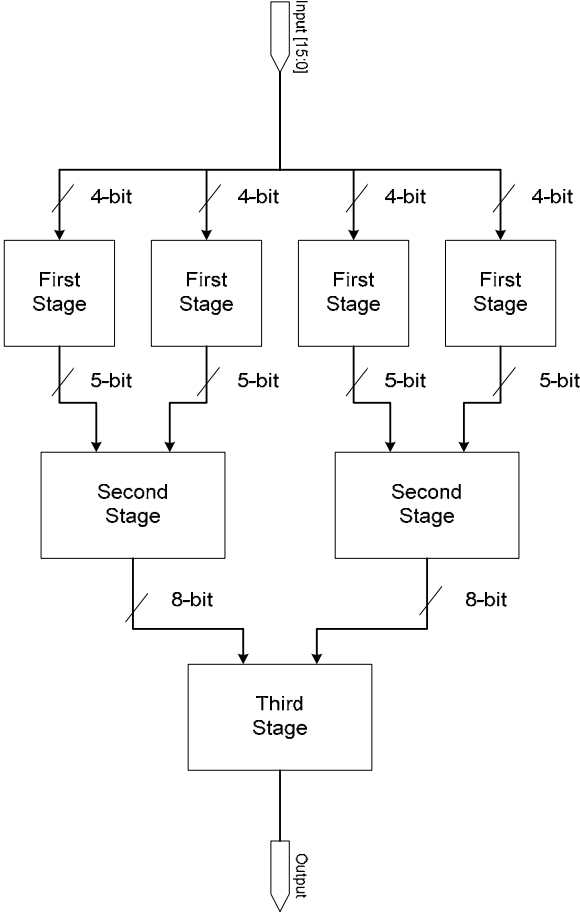 Input [15:0]
4-bit
4-bit
4-bit
4-bit
First
Stage
First
Stage
First
Stage
First
Stage
5-bit
5-bit
5-bit
5-bit
Second
Stage
Second
Stage
8-bit
8-bit
Third
Stage
Output